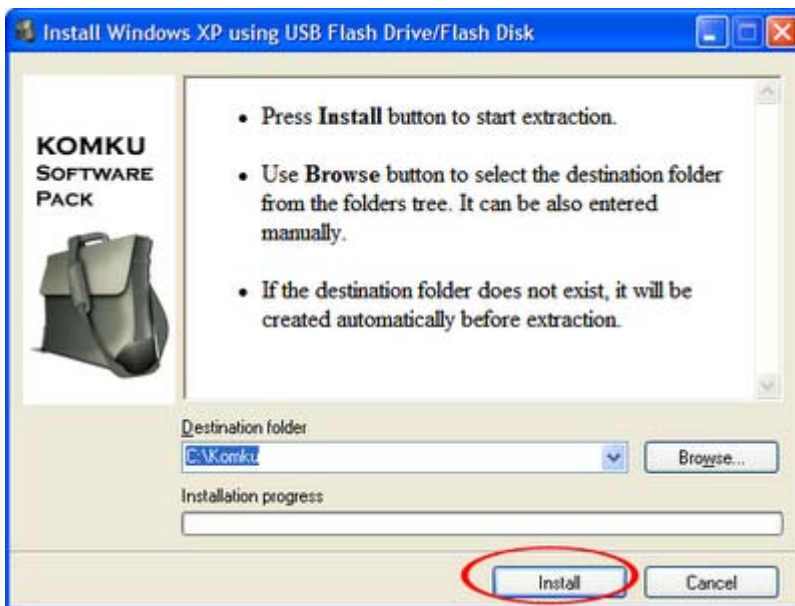 Install Windows XP using USB Flash Drive/Flash Disk
KOMKU
SOFTWARE
PACK
• Press Install button to start extraction.
• Use Browse button to select the destination folder
from the folders tree. It can be also entered
manually.
• If the destination folder does not exist, it will be
created automatically before extraction.
Destination folder
C:\Komku
Browse...
Installation progress
Install
Cancel